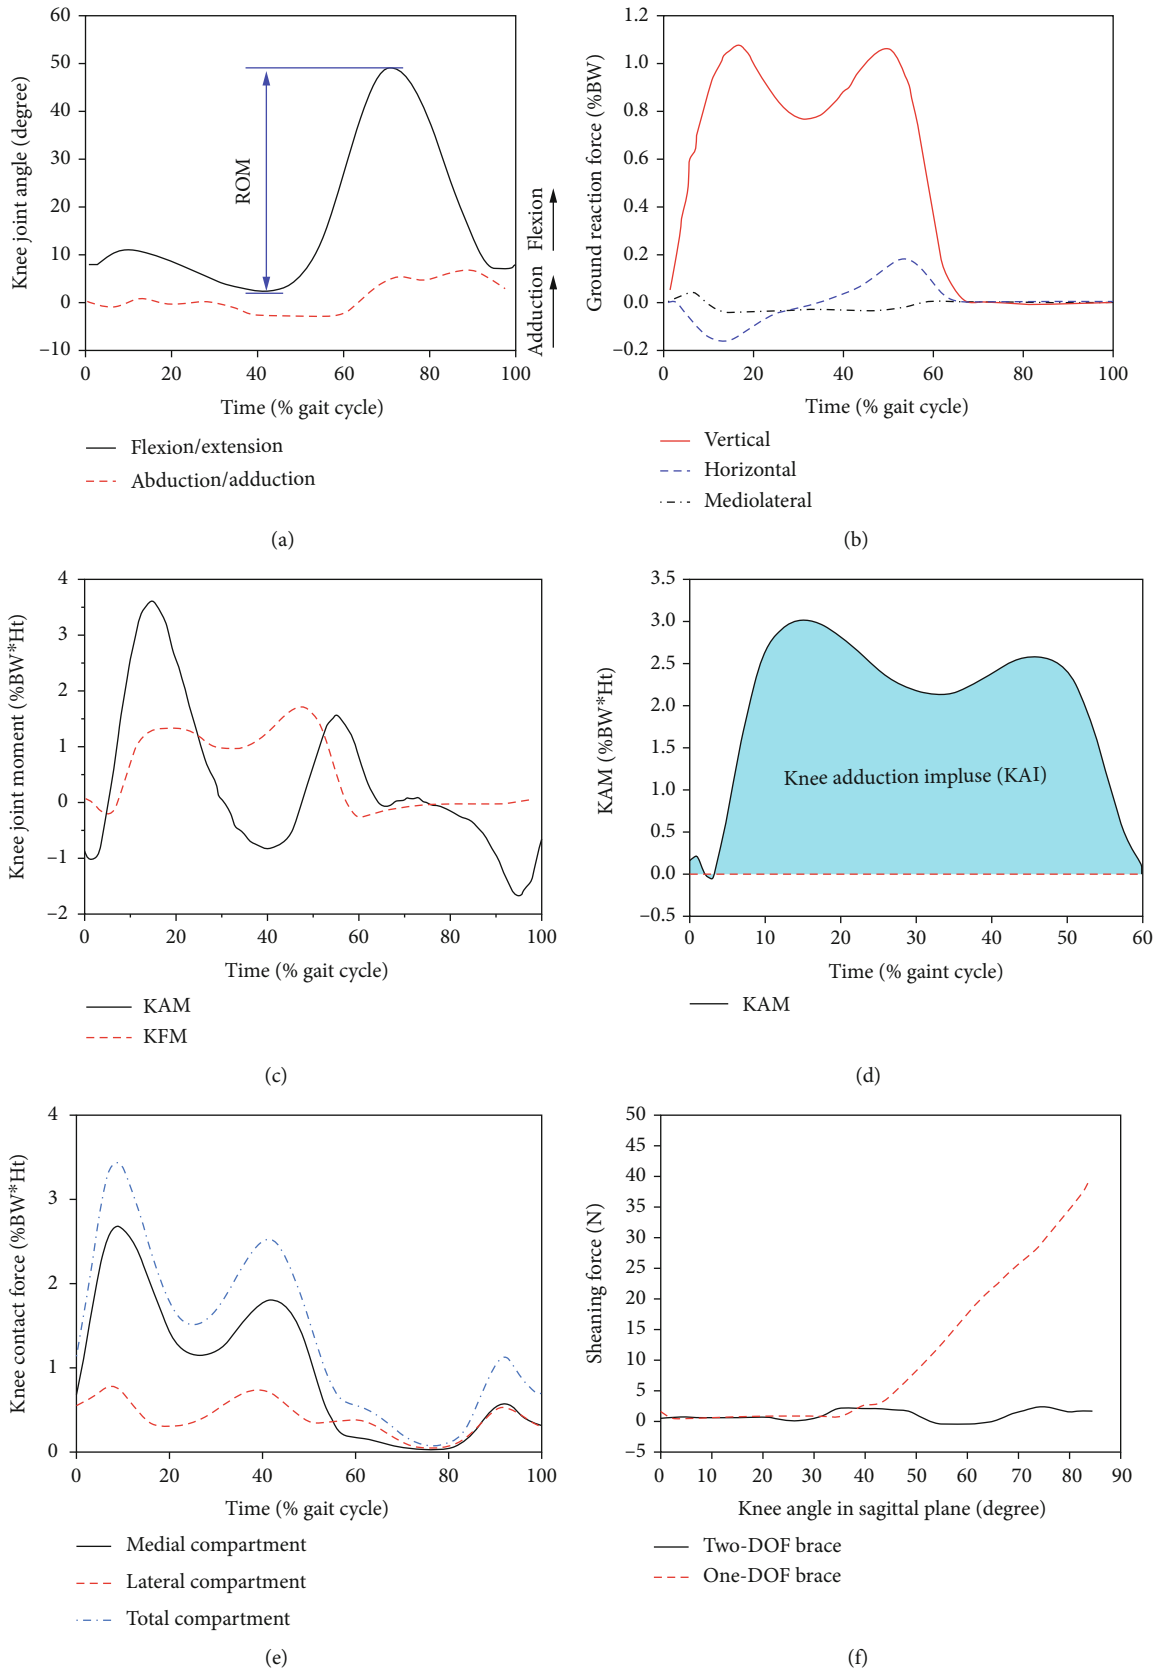 60
50
40
30
20
10
0
–10
0
20
40
60
80
100
Knee joint angle (degree)
ROM
Flexion
Adduction
Time (% gait cycle)
Flexion/extension
Abduction/adduction
(a)
1.2
1.0
0.8
0.6
0.4
0.2
0.0
–0.2
0
20
40
60
80
100
Ground reaction force (%BW)
Time (% gait cycle)
Vertical
Horizontal
Mediolateral
(b)
4
3
2
1
0
–1
–2
0
20
40
60
80
100
Knee joint moment (%BW*Ht)
Time (% gait cycle)
KAM
KFM
(c)
3.5
3.0
2.5
2.0
1.5
1.0
0.5
0.0
–0.5
0
10
20
30
40
50
60
KAM (%BW*Ht)
Knee adduction impluse (KAI)
Time (% gaint cycle)
KAM
(d)
4
3
2
1
0
0
20
40
60
80
100
Knee contact force (%BW*Ht)
Time (% gait cycle)
Medial compartment
Lateral compartment
Total compartment
(e)
50
45
40
35
30
25
20
15
10
5
0
–5
0
10
20
30
40
50
60
70
80
90
Sheaning force (N)
Knee angle in sagittal plane (degree)
Two-DOF brace
One-DOF brace
(f)